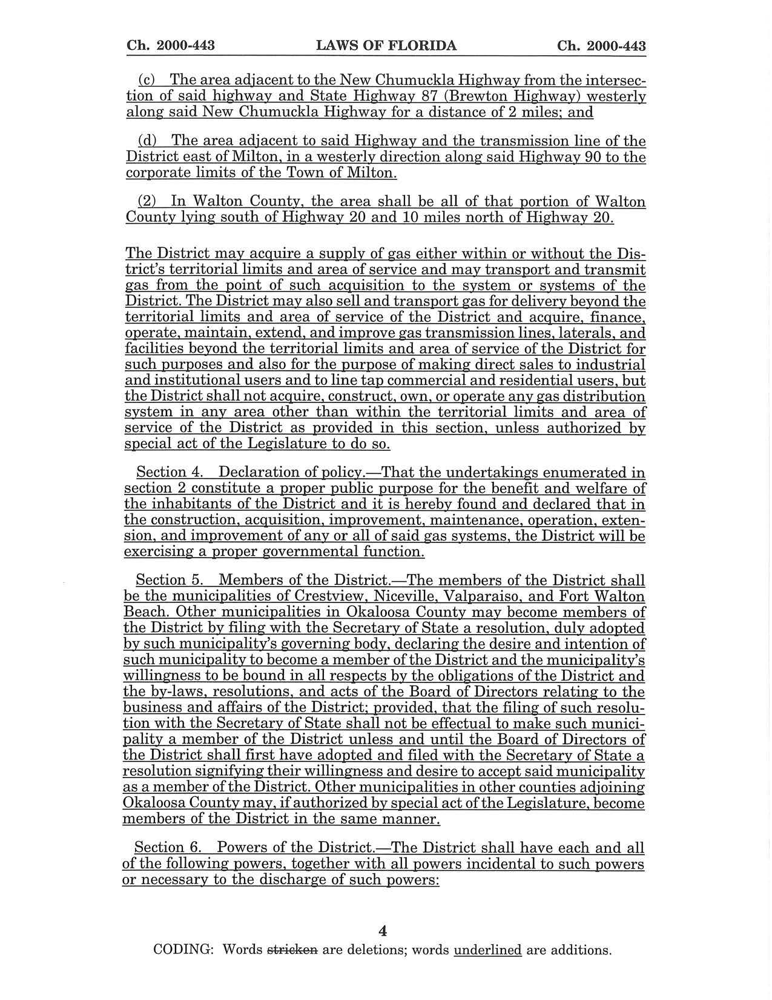 Ch. 2000-443 LAWS OF FLORIDA Ch. 2000-443
(c) The area adjacent to the New Chumuckla Highway from the intersec-
tion of said highway and State Highway 87 (Brewton Highway) westerly
along said New Chumuckla Highway for a distance of 2 miles; and
(d) The area adjacent to said Highway and the transmission line of the
District east of Milton, in a westerly direction along said Highway 90 to the
corporate limits of the Town of Milton.
(2) In Walton County, the area shall be all of that portion of Walton
County lying south of Highway 20 and 10 miles north of Highway 20.
The District may acquire a supply of gas either within or without the Dis-
trict's territorial limits and area of service and may transport and transmit
gas from the point of such acquisition to the system or systems of the
District. The District may also sell and transport gas for delivery beyond the
territorial limits and area of service of the District and acquire, finance,
operate, maintain, extend, and improve gas transmission lines, laterals, and
facilities beyond the territorial limits and area of service of the District for
such purposes and also for the purpose of making direct sales to industrial
and institutional users and to line tap commercial and residential users, but
the District shall not acquire, construct, own, or operate any gas distribution
system in any area other than within the territorial limits and area of
service of the District as provided in this section, unless authorized by
special act of the Legislature to do so.
Section 4. Declaration of policy.—That the undertakings enumerated in
section 2 constitute a proper public purpose for the benefit and welfare of
the inhabitants of the District and it is hereby found and declared that in
the construction, acquisition, improvement, maintenance, operation, exten-
sion, and improvement of any or all of said gas systems, the District will be
exercising a proper governmental function.
Section 5. Members of the District.—The members of the District shall
be the municipalities of Crestview, Niceville, Valparaiso, and Fort Walton
Beach. Other municipalities in Okaloosa County may become members of
the District by filing with the Secretary of State a resolution, duly adopted
by such municipality's governing body, declaring the desire and intention of
such municipality to become a member of the District and the municipality's
willingness to be bound in all respects by the obligations of the District and
the by-laws, resolutions, and acts of the Board of Directors relating to the
business and affairs of the District; provided, that the filing of such resolu-
tion with the Secretary of State shall not be effectual to make such munici-
pality a member of the District unless and until the Board of Directors of
the District shall first have adopted and filed with the Secretary of State a
resolution signifying their willingness and desire to accept said municipality
as a member of the District. Other municipalities in other counties adjoining
Okaloosa County may, if authorized by special act of the Legislature, become
members of the District in the same manner.
Section 6. Powers of the District.—The District shall have each and all
of the following powers, together with all powers incidental to such powers
or necessary to the discharge of such powers:
4
CODING: Words stricken are deletions; words underlined are additions.